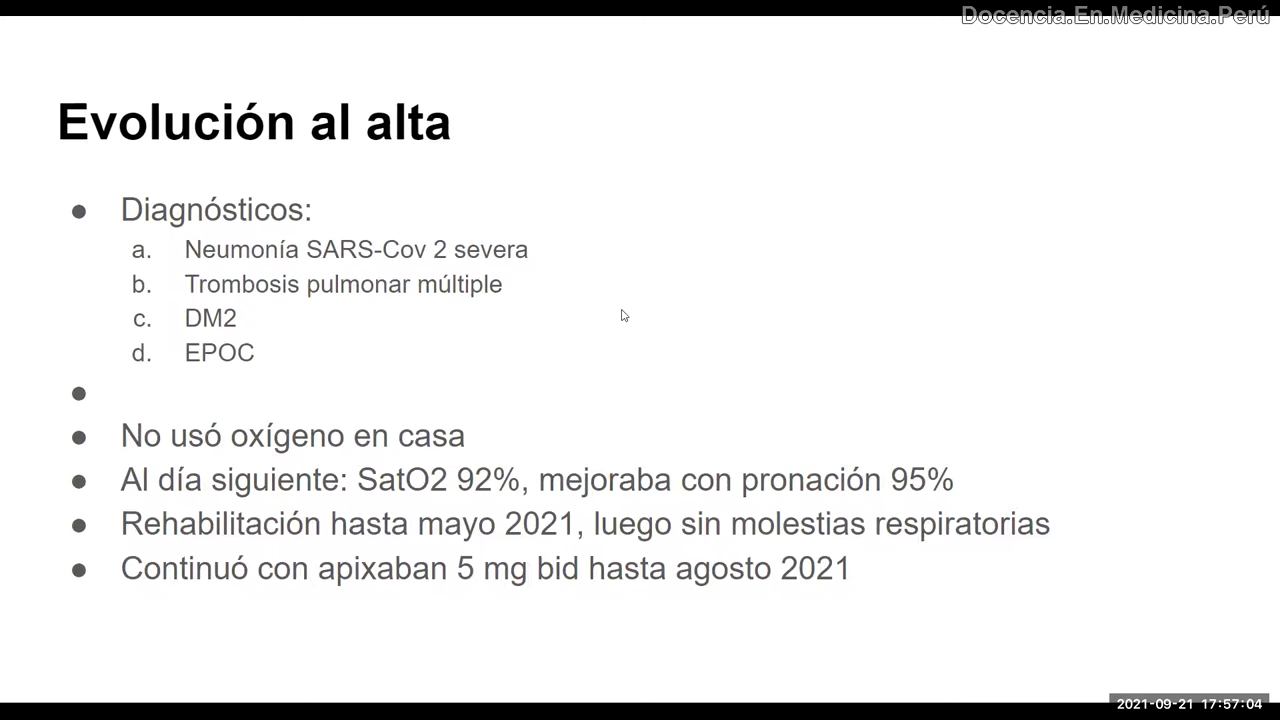 Docencia.En.Medicina.Perú
Evolución al alta
● Diagnósticos:
a. Neumonía SARS-Cov 2 severa
b. Trombosis pulmonar múltiple
c. DM2
d. EPOC
●
● No usó oxígeno en casa
● Al día siguiente: SatO2 92%, mejoraba con pronación 95%
● Rehabilitación hasta mayo 2021, luego sin molestias respiratorias
● Continuó con apixaban 5 mg bid hasta agosto 2021
2021-09-21 17:57:04